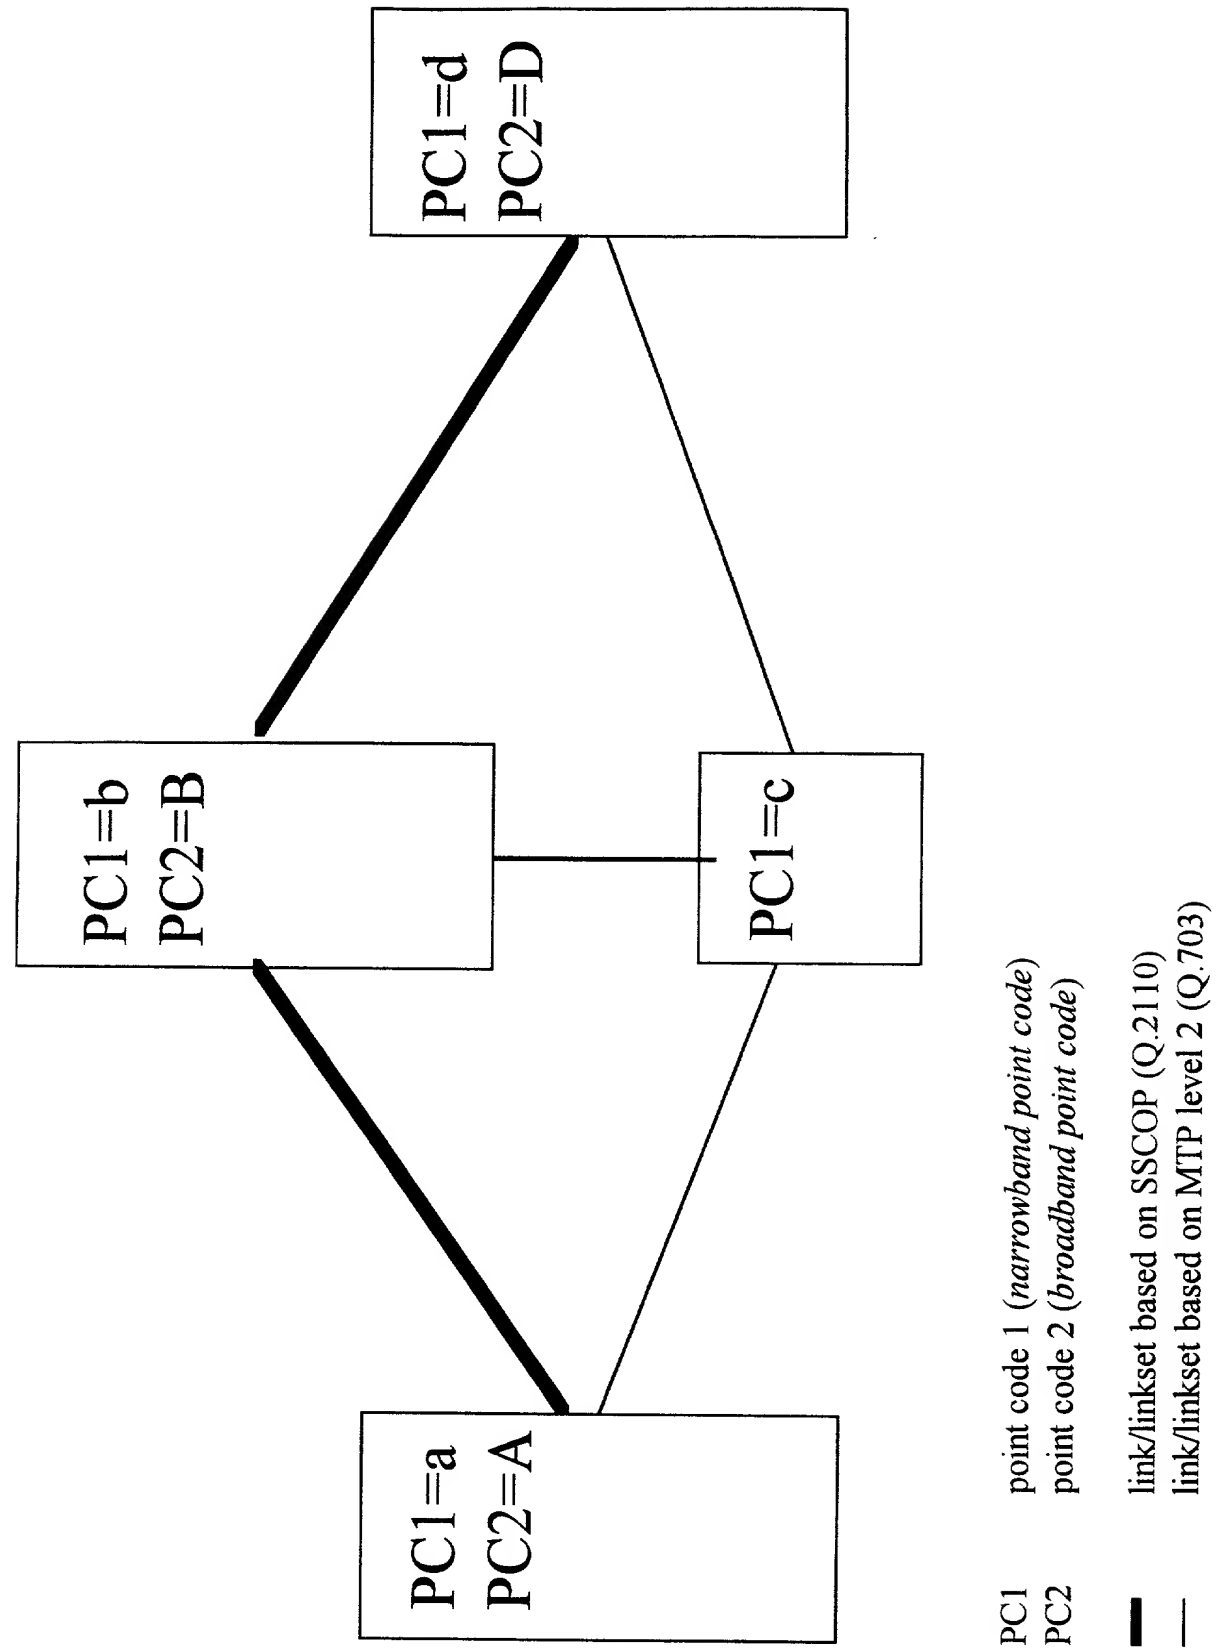 PC1=b
PC2=B
PC1=a
PC2=A
PC1=d
PC2=D
PC1=c
PC1 point code 1 (narrowband point code)
PC2 point code 2 (broadband point code)
link/linkset based on SSCOP (Q.2110)
link/linkset based on MTP level 2 (Q.703)